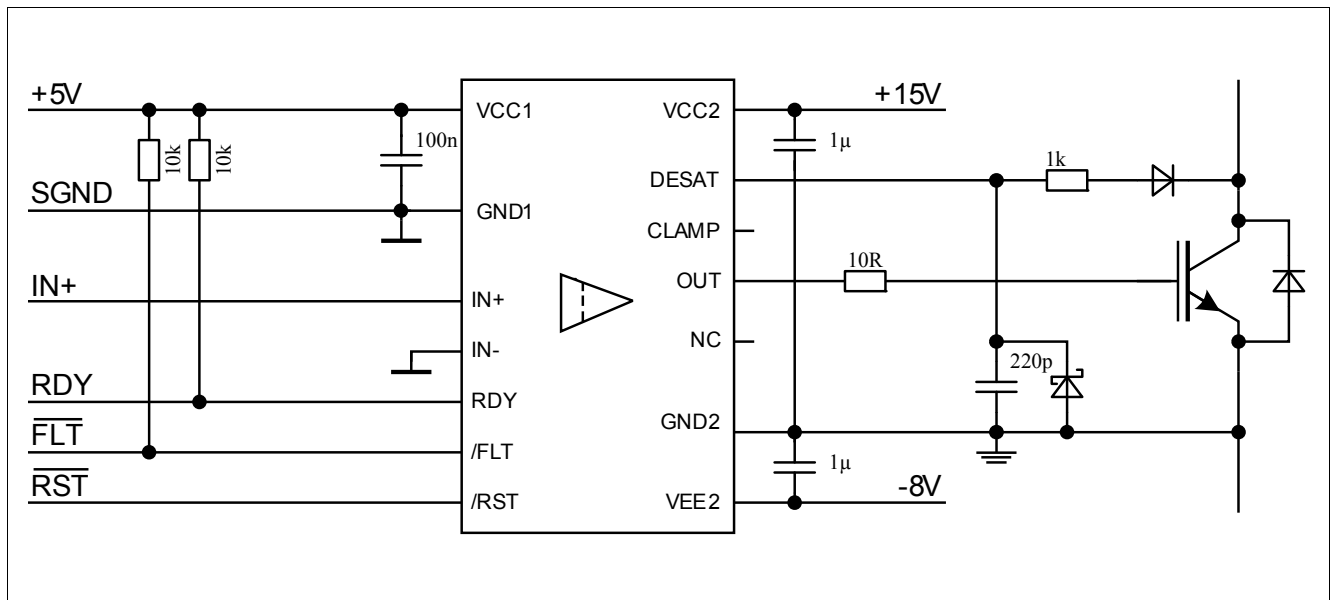 +5V
SGND
IN+
RDY
FLT
RST
10k
10k
100n
VCC1
GND1
IN+
IN-
RDY
/FLT
/RST
VCC2
DESAT
CLAMP
OUT
NC
GND2
VEE2
+15V
1µ
1k
10R
220p
1µ
-8V